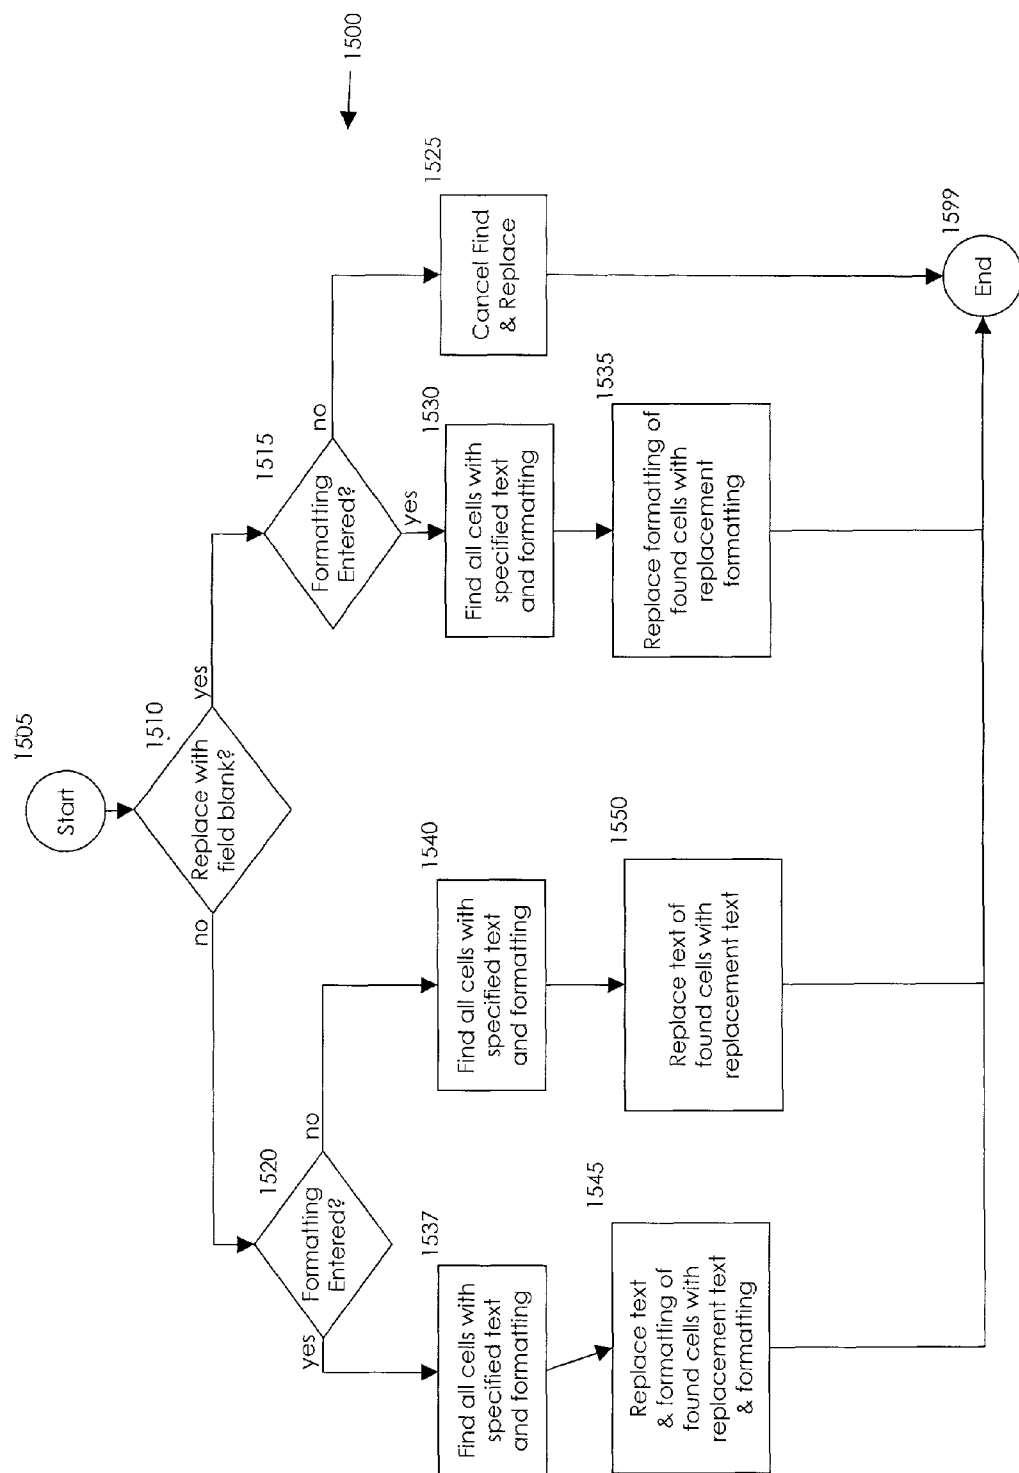 1500
1505
Start
1510
Replace with
field blank?
no
yes
1520
Formatting
Entered?
yes
no
1515
Formatting
Entered?
no
yes
1537
Find all cells with
specified text
and formatting
1540
Find all cells with
specified text
and formatting
1530
Find all cells with
specified text
and formatting
1525
Cancel Find
& Replace
1545
Replace text
& formatting of
found cells with
replacement text
& formatting
1550
Replace text of
found cells with
replacement text
1535
Replace formatting of
found cells with
replacement
formatting
1599
End